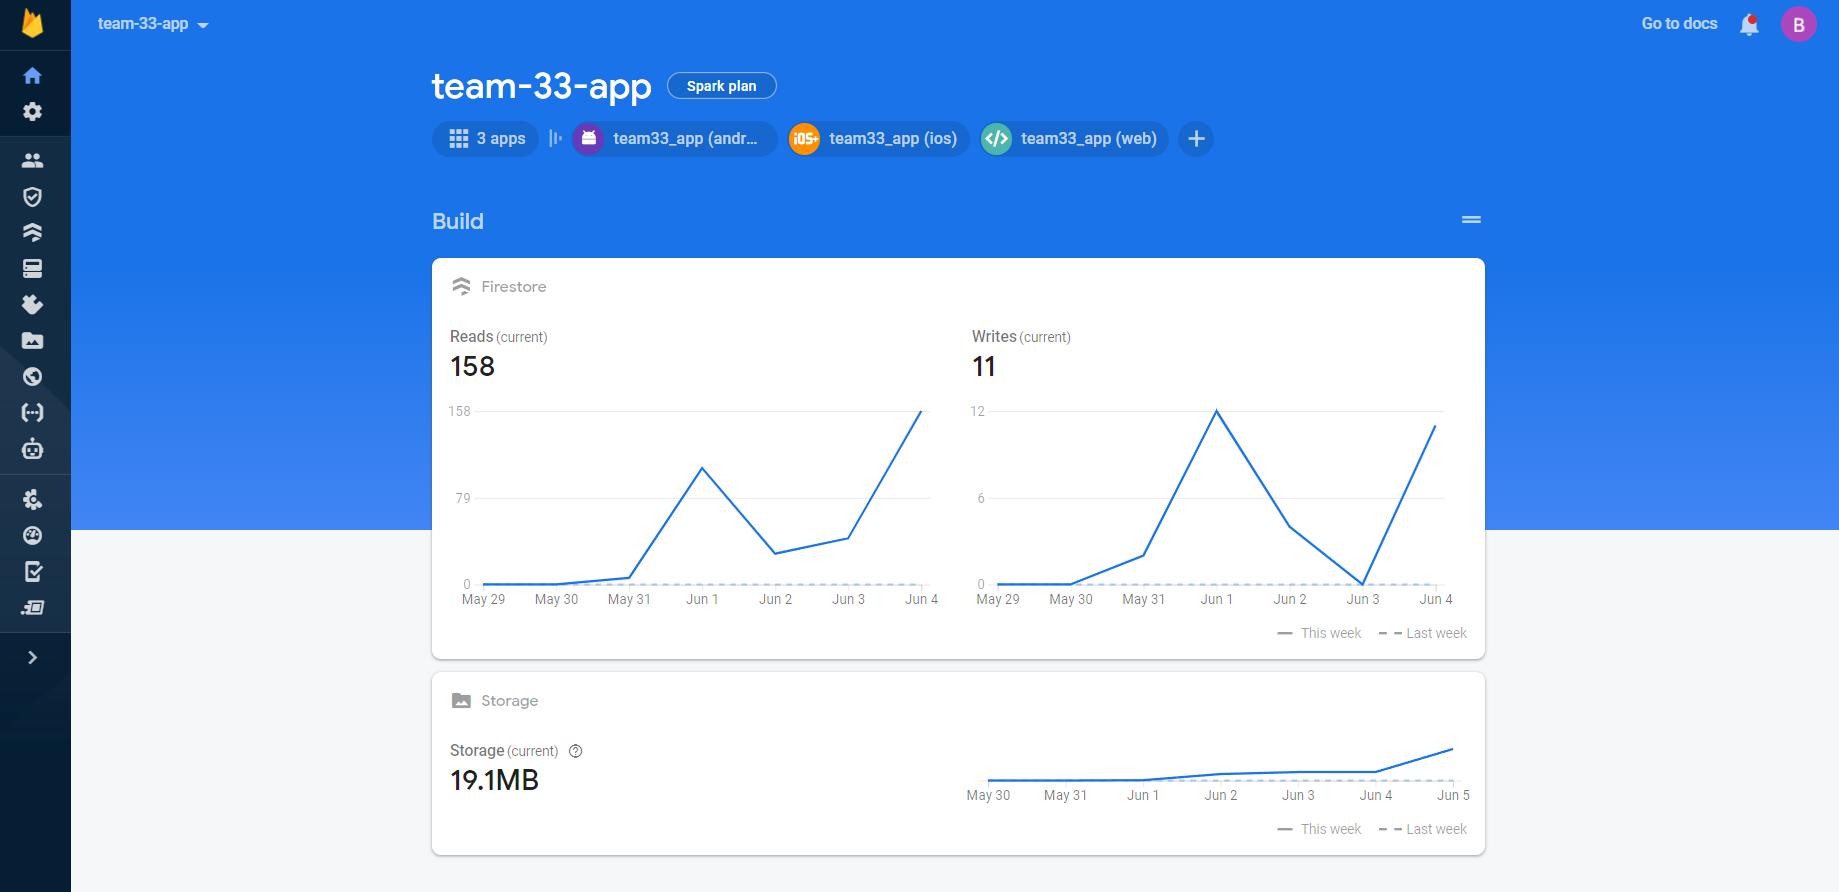 team-33-app
Go to docs
B
team-33-app
Spark plan
3 apps
team33_app (andr...
iOS+
team33_app (ios)
</>
team33_app (web)
Build
Firestore
Reads (current)
158
158
79
0
May 29 May 30 May 31 Jun 1 Jun 2 Jun 3 Jun 4
Writes (current)
11
12
6
0
May 29 May 30 May 31 Jun 1 Jun 2 Jun 3 Jun 4
This week Last week
Storage
Storage (current)
19.1MB
May 30 May 31 Jun 1 Jun 2 Jun 3 Jun 4 Jun 5
This week Last week